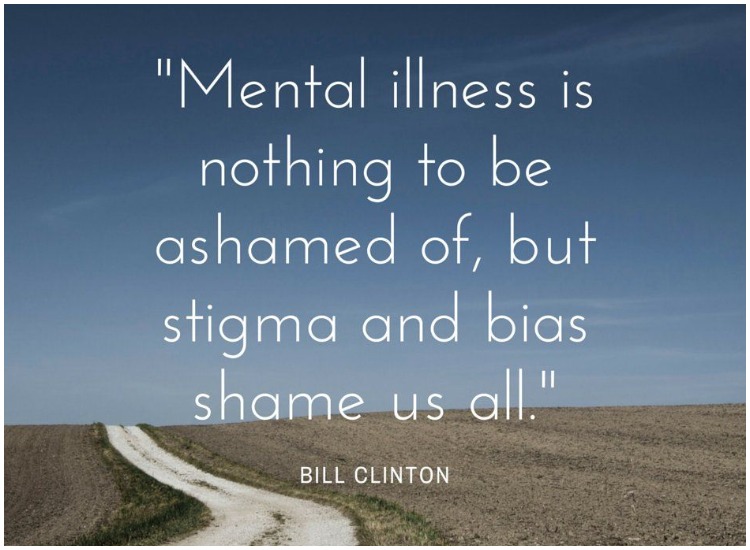 "Mental illness is
nothing to be
ashamed of, but
stigma and bias
shame us all."
BILL CLINTON